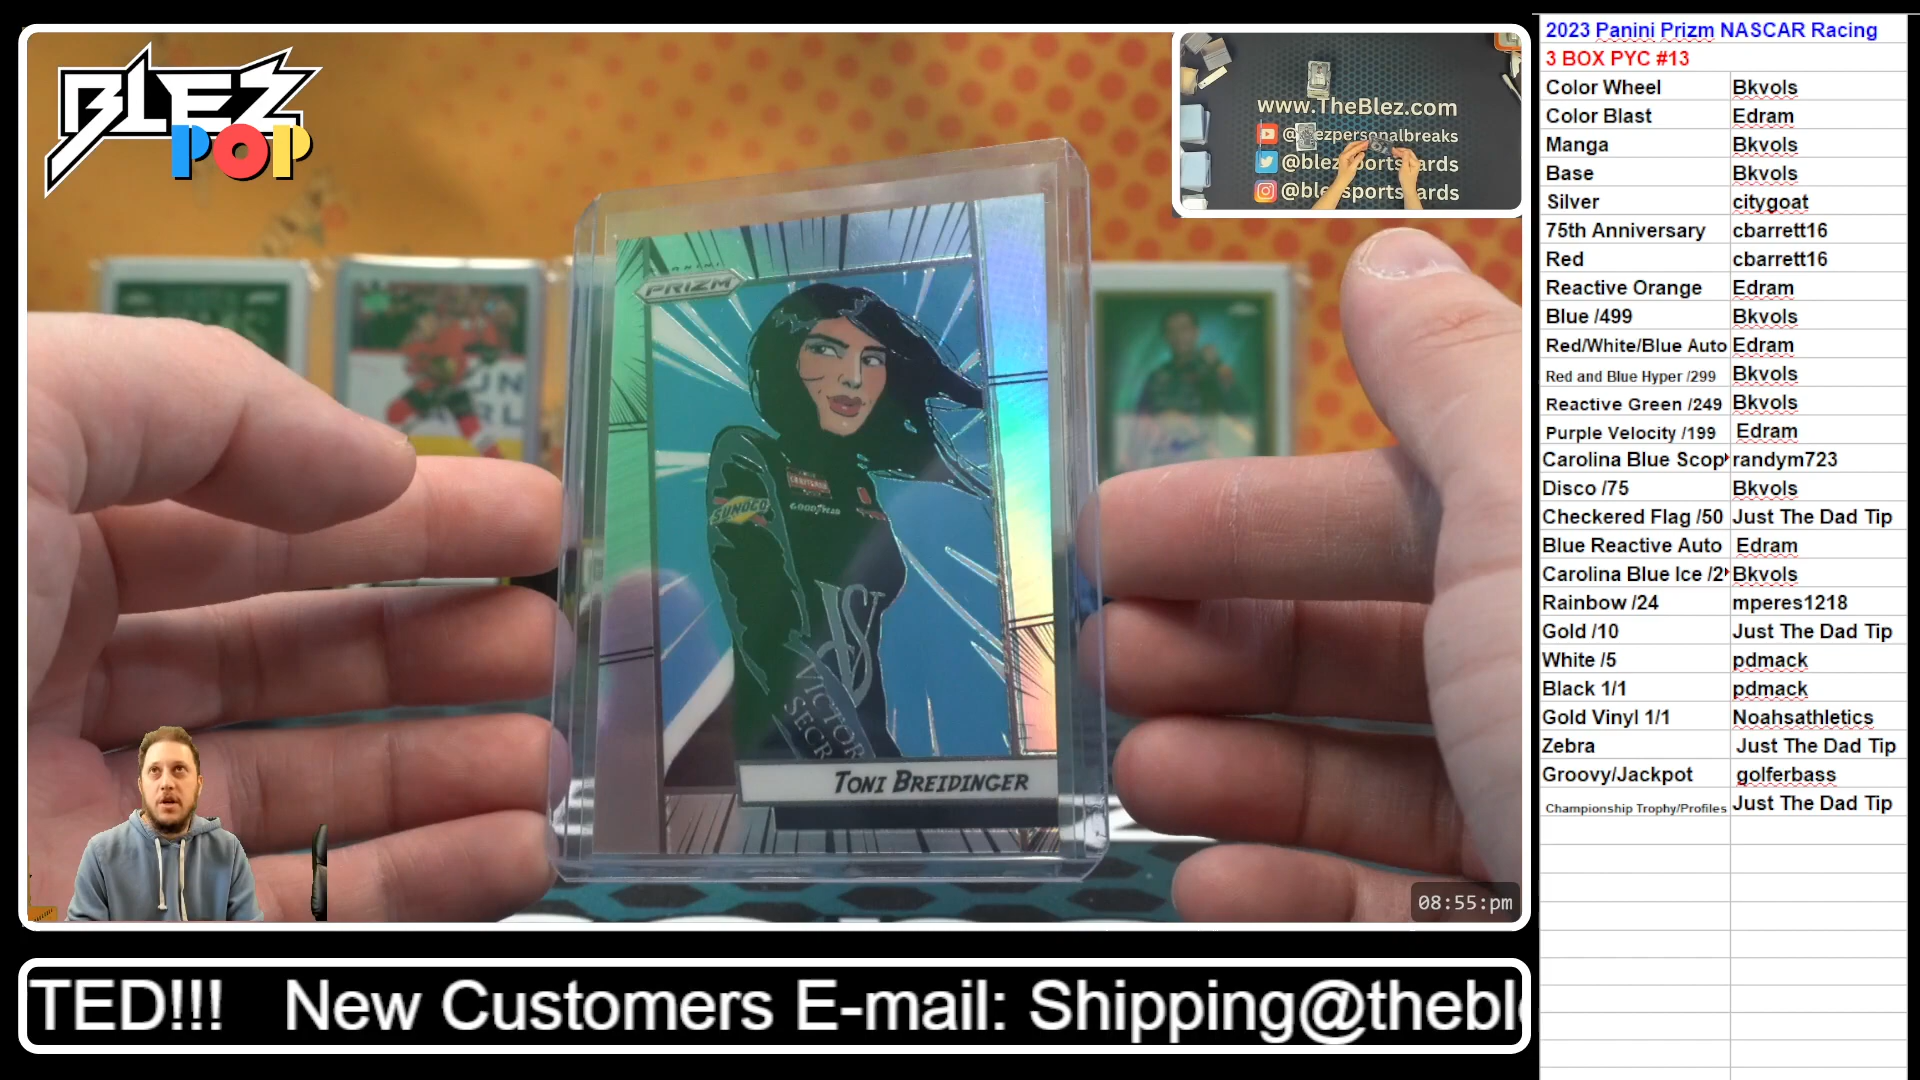 BLEZ
POP
www.TheBlez.com
@blezpersonalbreaks
PANINI
PRIZM
SUNOCO
CRAFTSMAN
GOODYEAR
VS
VICTOR
SECR
TONI BREIDINGER
08:55:pm
TED!!! New Customers E-mail: Shipping@thebl
2023 Panini Prizm NASCAR Racing
3 BOX PYC #13
Color Wheel Bkvols
Color Blast Edram
Manga Bkvols
Base Bkvols
Silver citygoat
75th Anniversary cbarrett16
Red cbarrett16
Reactive Orange Edram
Blue /499 Bkvols
Red/White/Blue Auto Edram
Red and Blue Hyper /299 Bkvols
Reactive Green /249 Bkvols
Purple Velocity /199 Edram
Carolina Blue Scop randym723
Disco /75 Bkvols
Checkered Flag /50 Just The Dad Tip
Blue Reactive Auto Edram
Carolina Blue Ice /2 Bkvols
Rainbow /24 mperes1218
Gold /10 Just The Dad Tip
White /5 pdmack
Black 1/1 pdmack
Gold Vinyl 1/1 Noahsathletics
Zebra Just The Dad Tip
Groovy/Jackpot golferbass
Championship Trophy/Profiles Just The Dad Tip